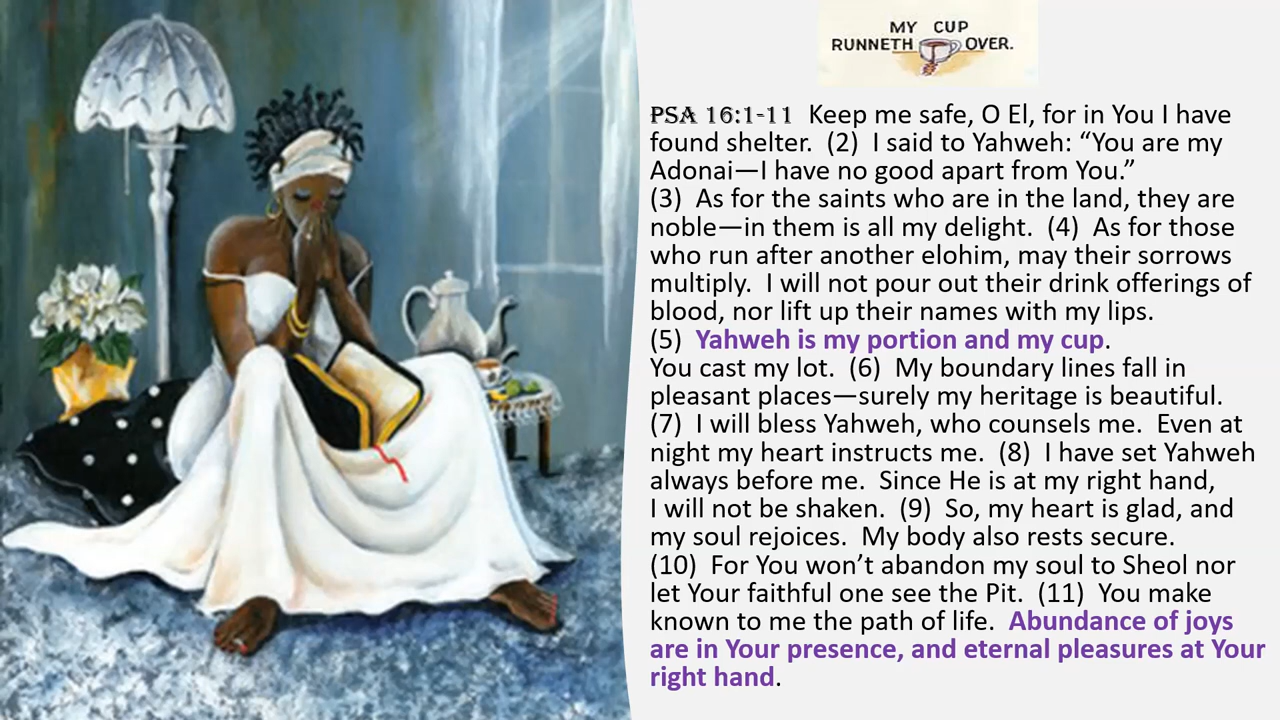 MY CUP
RUNNETH OVER.
PSA 16:1-11 Keep me safe, O El, for in You I have
found shelter. (2) I said to Yahweh: “You are my
Adonai—I have no good apart from You.”
(3) As for the saints who are in the land, they are
noble—in them is all my delight. (4) As for those
who run after another elohim, may their sorrows
multiply. I will not pour out their drink offerings of
blood, nor lift up their names with my lips.
(5) Yahweh is my portion and my cup.
You cast my lot. (6) My boundary lines fall in
pleasant places—surely my heritage is beautiful.
(7) I will bless Yahweh, who counsels me. Even at
night my heart instructs me. (8) I have set Yahweh
always before me. Since He is at my right hand,
I will not be shaken. (9) So, my heart is glad, and
my soul rejoices. My body also rests secure.
(10) For You won’t abandon my soul to Sheol nor
let Your faithful one see the Pit. (11) You make
known to me the path of life. Abundance of joys
are in Your presence, and eternal pleasures at Your
right hand.